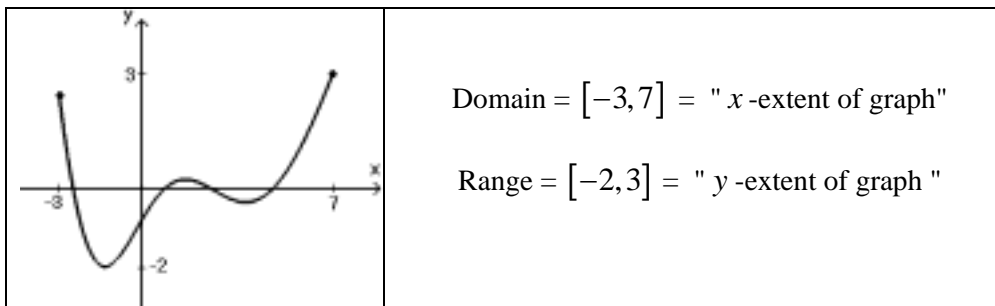 y
3
x
-3
7
-2
Domain = [−3,7] = " x -extent of graph"
Range = [−2,3] = " y -extent of graph "